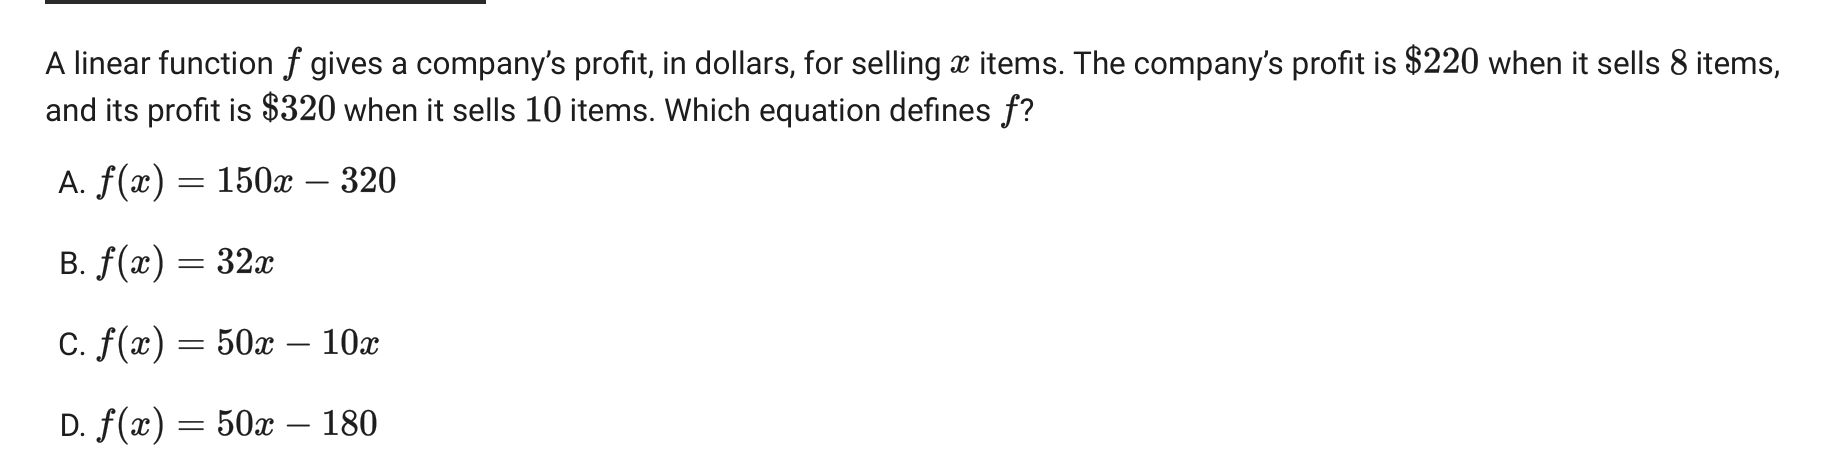 A linear function f gives a company’s profit, in dollars, for selling x items. The company’s profit is $220 when it sells 8 items,
and its profit is $320 when it sells 10 items. Which equation defines f?
A. f(x) = 150x − 320
B. f(x) = 32x
C. f(x) = 50x − 10x
D. f(x) = 50x − 180